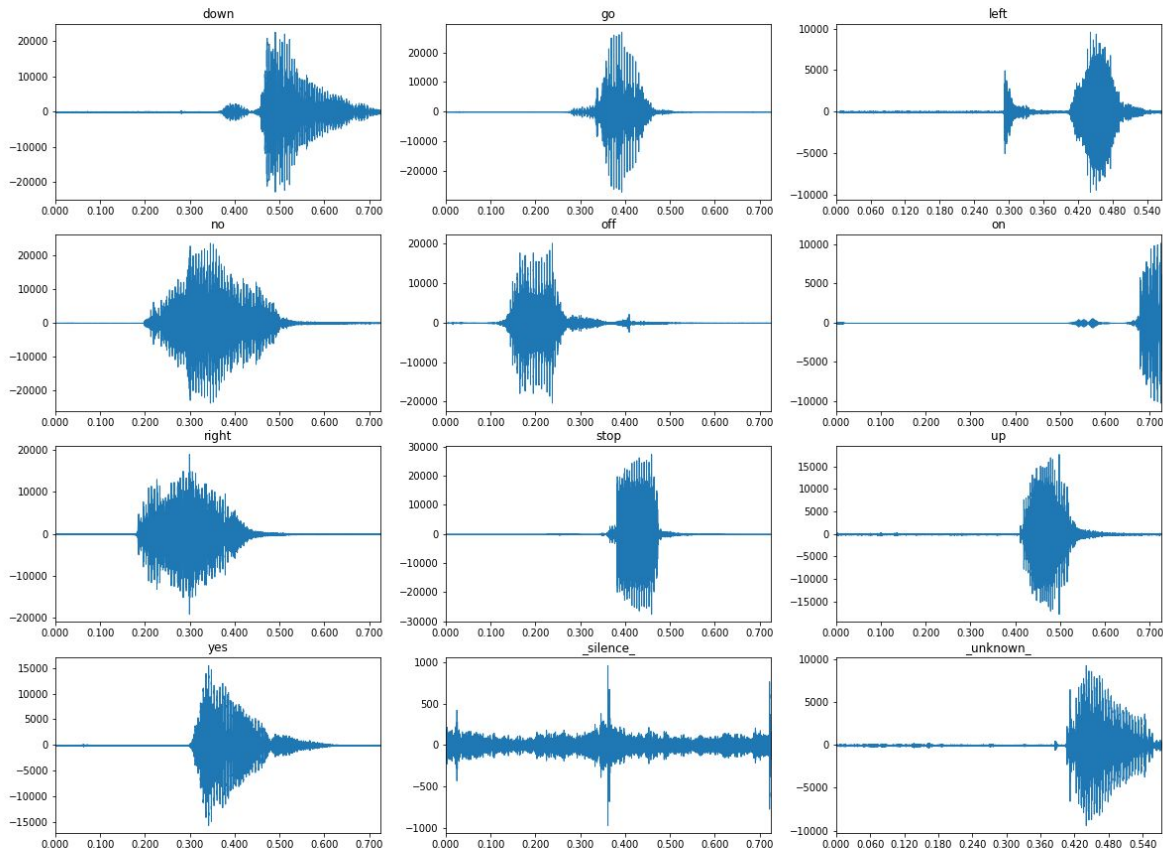 down go left
20000 10000 0 −10000 −20000
20000 10000 0 −10000 −20000
10000 5000 0 −5000 −10000
0.000 0.100 0.200 0.300 0.400 0.500 0.600 0.700
0.000 0.100 0.200 0.300 0.400 0.500 0.600 0.700
0.000 0.060 0.120 0.180 0.240 0.300 0.360 0.420 0.480 0.540
no off on
20000 10000 0 −10000 −20000
20000 10000 0 −10000 −20000
10000 5000 0 −5000 −10000
0.000 0.100 0.200 0.300 0.400 0.500 0.600 0.700
0.000 0.100 0.200 0.300 0.400 0.500 0.600 0.700
0.000 0.100 0.200 0.300 0.400 0.500 0.600 0.700
right stop up
20000 10000 0 −10000 −20000
30000 20000 10000 0 −10000 −20000 −30000
15000 10000 5000 0 −5000 −10000 −15000
0.000 0.100 0.200 0.300 0.400 0.500 0.600 0.700
0.000 0.100 0.200 0.300 0.400 0.500 0.600 0.700
0.000 0.100 0.200 0.300 0.400 0.500 0.600 0.700
yes _silence_ _unknown_
15000 10000 5000 0 −5000 −10000 −15000
1000 500 0 −500 −1000
10000 5000 0 −5000 −10000
0.000 0.100 0.200 0.300 0.400 0.500 0.600 0.700
0.000 0.100 0.200 0.300 0.400 0.500 0.600 0.700
0.000 0.060 0.120 0.180 0.240 0.300 0.360 0.420 0.480 0.540